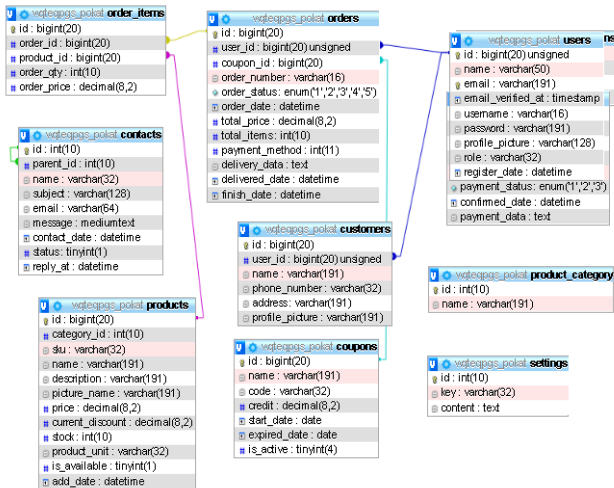 wqteqpgs_pokat order_items
id : bigint(20)
order_id : bigint(20)
product_id : bigint(20)
order_qty : int(10)
order_price : decimal(8,2)
wqteqpgs_pokat orders
id : bigint(20)
user_id : bigint(20) unsigned
coupon_id : bigint(20)
order_number : varchar(16)
order_status : enum('1','2','3','4','5')
order_date : datetime
total_price : decimal(8,2)
total_items : int(10)
payment_method : int(11)
delivery_data : text
delivered_date : datetime
finish_date : datetime
wqteqpgs_pokat users
id : bigint(20) unsigned
name : varchar(50)
email : varchar(191)
email_verified_at : timestamp
username : varchar(16)
password : varchar(191)
profile_picture : varchar(128)
role : varchar(32)
register_date : datetime
payment_status : enum('1','2','3')
confirmed_date : datetime
payment_data : text
wqteqpgs_pokat contacts
id : int(10)
parent_id : int(10)
name : varchar(32)
subject : varchar(128)
email : varchar(64)
message : mediumtext
contact_date : datetime
status : tinyint(1)
reply_at : datetime
wqteqpgs_pokat customers
id : bigint(20)
user_id : bigint(20) unsigned
name : varchar(191)
phone_number : varchar(32)
address : varchar(191)
profile_picture : varchar(191)
wqteqpgs_pokat product_category
id : int(10)
name : varchar(191)
wqteqpgs_pokat products
id : bigint(20)
category_id : int(10)
sku : varchar(32)
name : varchar(191)
description : varchar(191)
picture_name : varchar(191)
price : decimal(8,2)
current_discount : decimal(8,2)
stock : int(10)
product_unit : varchar(32)
is_available : tinyint(1)
add_date : datetime
wqteqpgs_pokat coupons
id : bigint(20)
name : varchar(191)
code : varchar(32)
credit : decimal(8,2)
start_date : date
expired_date : date
is_active : tinyint(4)
wqteqpgs_pokat settings
id : int(10)
key : varchar(32)
content : text